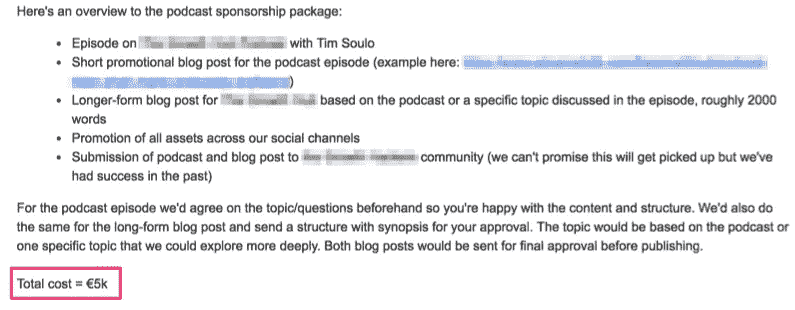 Here's an overview to the podcast sponsorship package:
• Episode on with Tim Soulo
• Short promotional blog post for the podcast episode (example here:
)
• Longer-form blog post for based on the podcast or a specific topic discussed in the episode, roughly 2000
words
• Promotion of all assets across our social channels
• Submission of podcast and blog post to community (we can't promise this will get picked up but we've
had success in the past)
For the podcast episode we'd agree on the topic/questions beforehand so you're happy with the content and structure. We'd also do
the same for the long-form blog post and send a structure with synopsis for your approval. The topic would be based on the podcast or
one specific topic that we could explore more deeply. Both blog posts would be sent for final approval before publishing.
Total cost = €5k